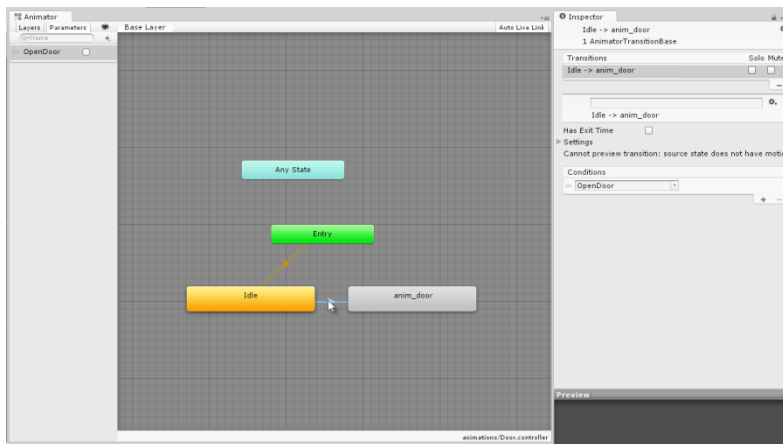 Animator
Layers Parameters
Base Layer
Auto Live Link
OpenDoor
Any State
Entry
Idle
anim_door
animations/Door.controller
Inspector
Idle -> anim_door
1 AnimatorTransitionBase
Transitions
Solo Mute
Idle -> anim_door
Idle -> anim_door
Has Exit Time
Settings
Cannot preview transition: source state does not have moti
Conditions
OpenDoor
+ -
Preview